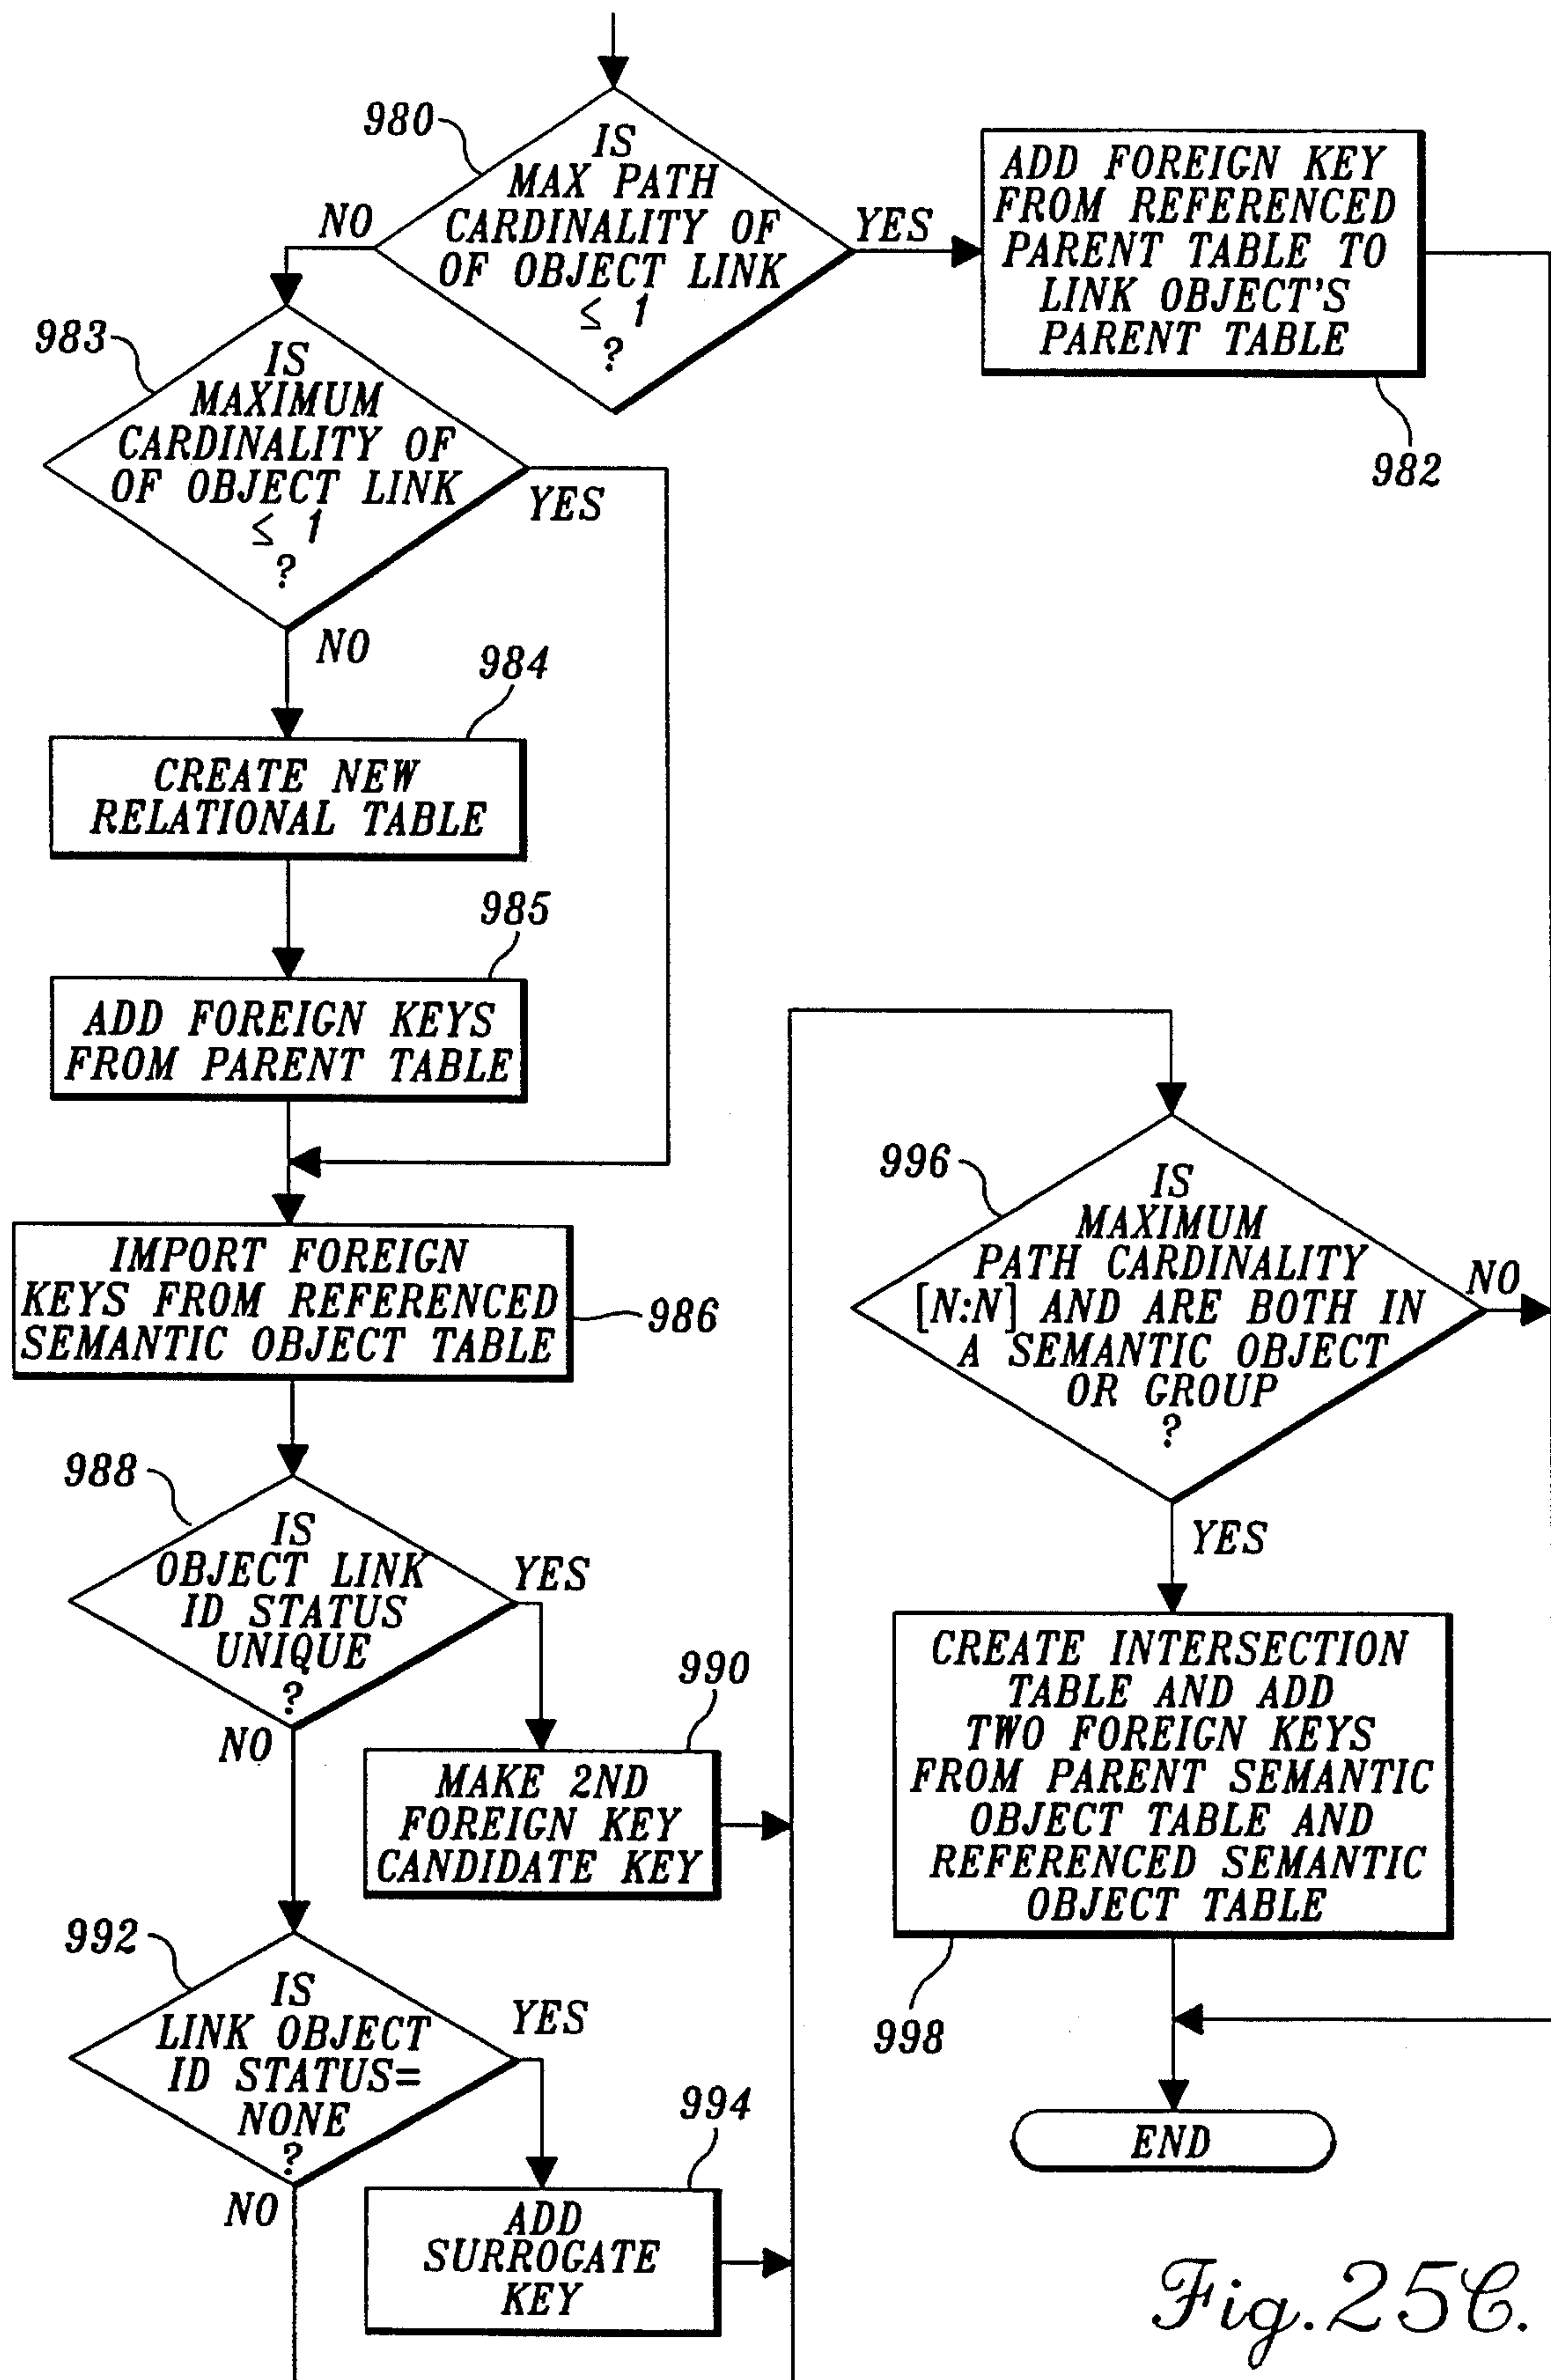 980
IS
MAX PATH
CARDINALITY OF
OF OBJECT LINK
≤ 1
?
NO
YES
ADD FOREIGN KEY
FROM REFERENCED
PARENT TABLE TO
LINK OBJECT'S
PARENT TABLE
982
983
IS
MAXIMUM
CARDINALITY OF
OF OBJECT LINK
≤ 1
?
YES
NO
984
CREATE NEW
RELATIONAL TABLE
985
ADD FOREIGN KEYS
FROM PARENT TABLE
IMPORT FOREIGN
KEYS FROM REFERENCED
SEMANTIC OBJECT TABLE
986
988
IS
OBJECT LINK
ID STATUS
UNIQUE
?
YES
NO
990
MAKE 2ND
FOREIGN KEY
CANDIDATE KEY
992
IS
LINK OBJECT
ID STATUS=
NONE
?
YES
NO
994
ADD
SURROGATE
KEY
996
IS
MAXIMUM
PATH CARDINALITY
[N:N] AND ARE BOTH IN
A SEMANTIC OBJECT
OR GROUP
?
NO
YES
CREATE INTERSECTION
TABLE AND ADD
TWO FOREIGN KEYS
FROM PARENT SEMANTIC
OBJECT TABLE AND
REFERENCED SEMANTIC
OBJECT TABLE
998
END
Fig. 25C.